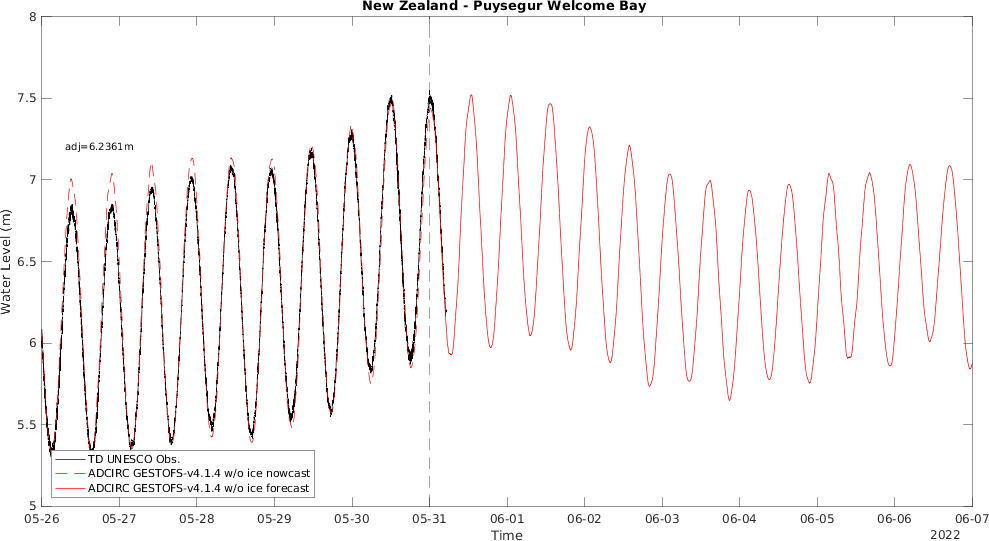 New Zealand - Puysegur Welcome Bay
8
7.5
7
6.5
6
5.5
5
Water Level (m)
adj=6.2361m
TD UNESCO Obs.
ADCIRC GESTOFS-v4.1.4 w/o ice nowcast
ADCIRC GESTOFS-v4.1.4 w/o ice forecast
05-26 05-27 05-28 05-29 05-30 05-31 06-01 06-02 06-03 06-04 06-05 06-06 06-07
Time
2022